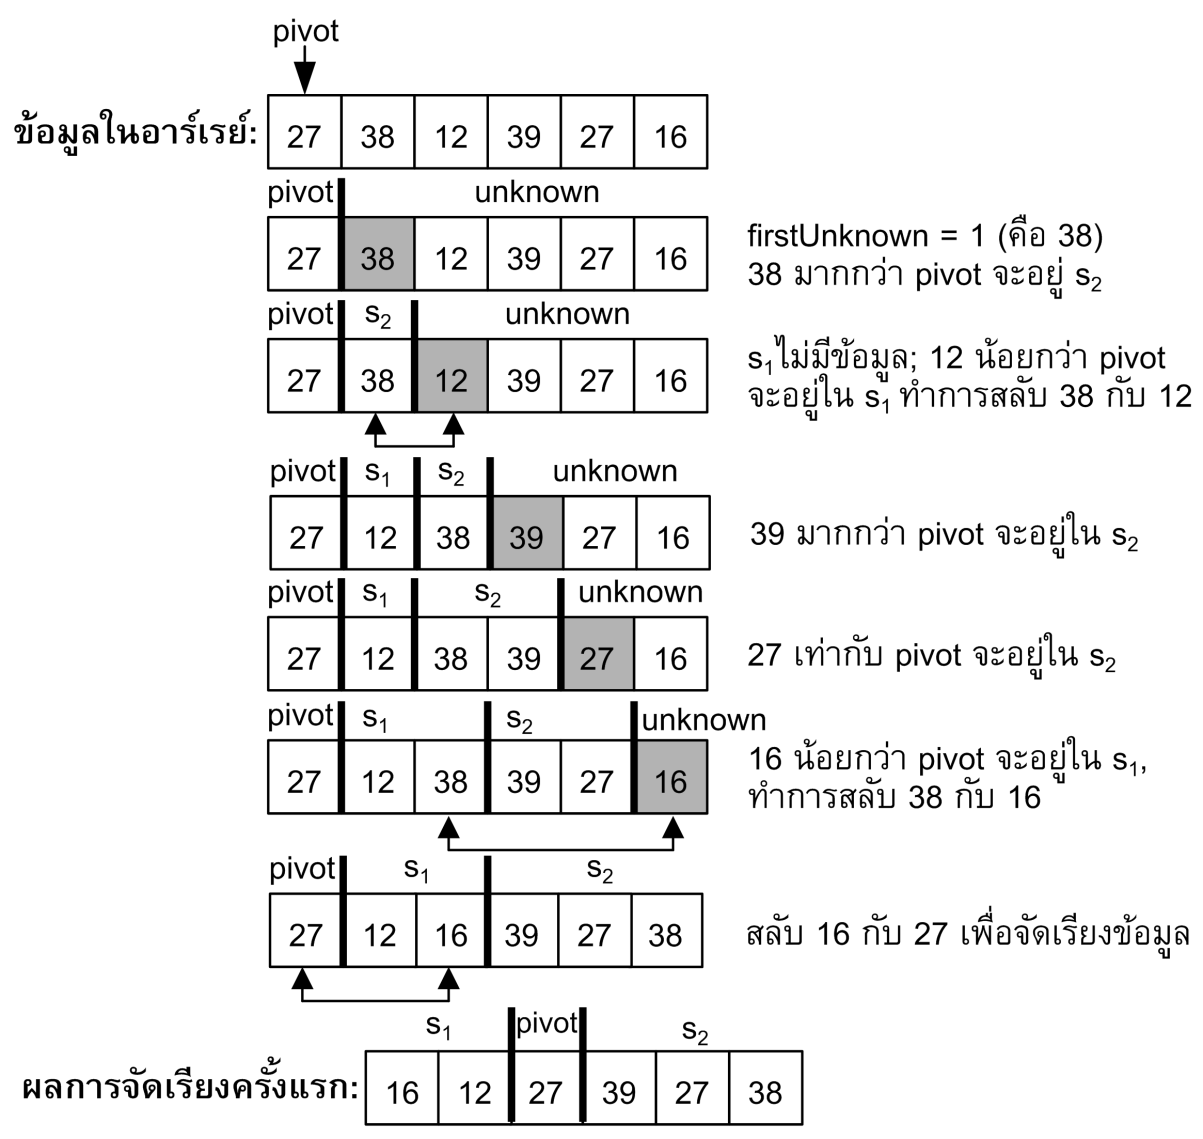 pivot
ข้อมูลในอาร์เรย์: 27 38 12 39 27 16
pivot unknown
27 38 12 39 27 16
firstUnknown = 1 (คือ 38)
38 มากกว่า pivot จะอยู่ s₂
pivot s₂ unknown
27 38 12 39 27 16
s₁ไม่มีข้อมูล; 12 น้อยกว่า pivot
จะอยู่ใน s₁ ทำการสลับ 38 กับ 12
pivot s₁ s₂ unknown
27 12 38 39 27 16
39 มากกว่า pivot จะอยู่ใน s₂
pivot s₁ s₂ unknown
27 12 38 39 27 16
27 เท่ากับ pivot จะอยู่ใน s₂
pivot s₁ s₂ unknown
27 12 38 39 27 16
16 น้อยกว่า pivot จะอยู่ใน s₁,
ทำการสลับ 38 กับ 16
pivot s₁ s₂
27 12 16 39 27 38
สลับ 16 กับ 27 เพื่อจัดเรียงข้อมูล
s₁ pivot s₂
ผลการจัดเรียงครั้งแรก: 16 12 27 39 27 38